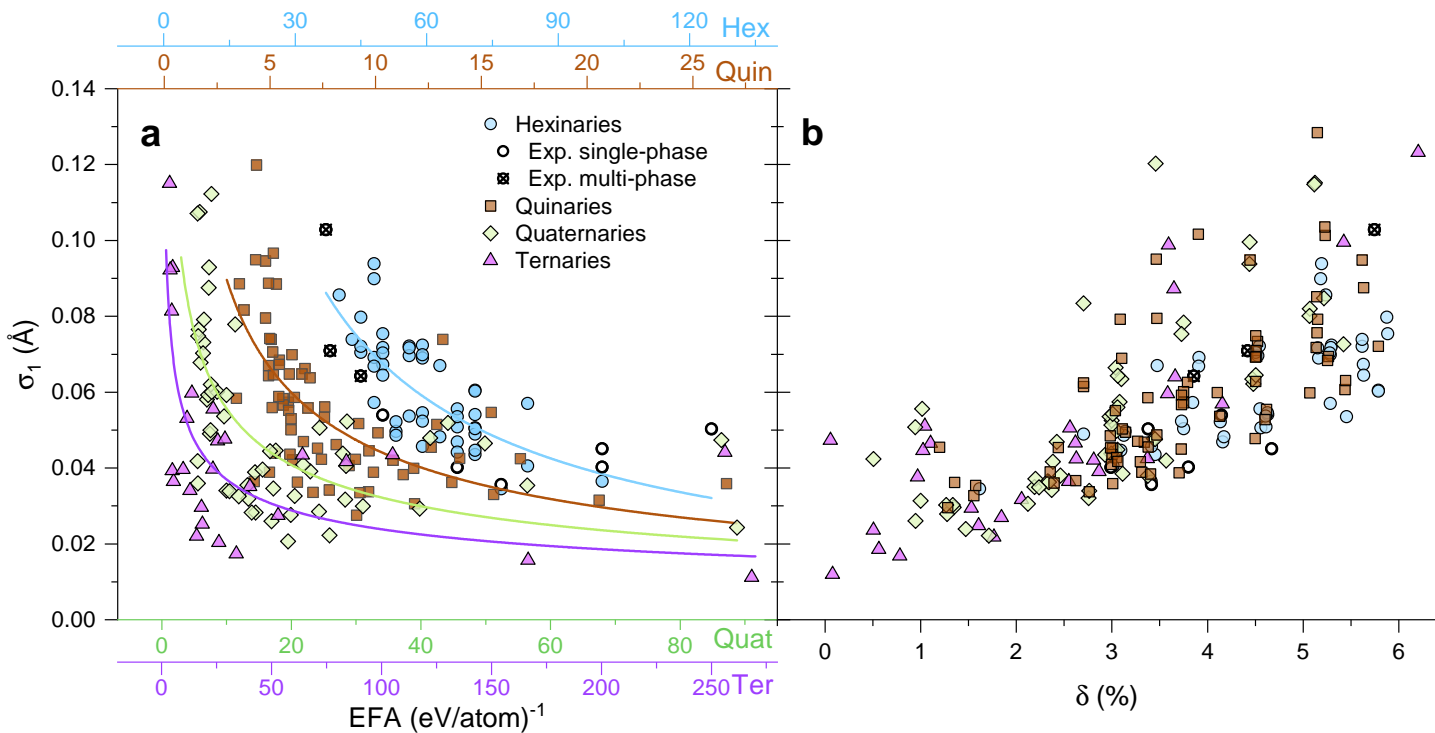 0 30 60 90 120
Hex
0 5 10 15 20 25
Quin
0.14
0.12
0.10
0.08
0.06
0.04
0.02
0.00
σ1 (Å)
a
Hexinaries
Exp. single-phase
Exp. multi-phase
Quinaries
Quaternaries
Ternaries
b
0 20 40 60 80
Quat
0 50 100 150 200 250
Ter
EFA (eV/atom)-1
0 1 2 3 4 5 6
δ (%)